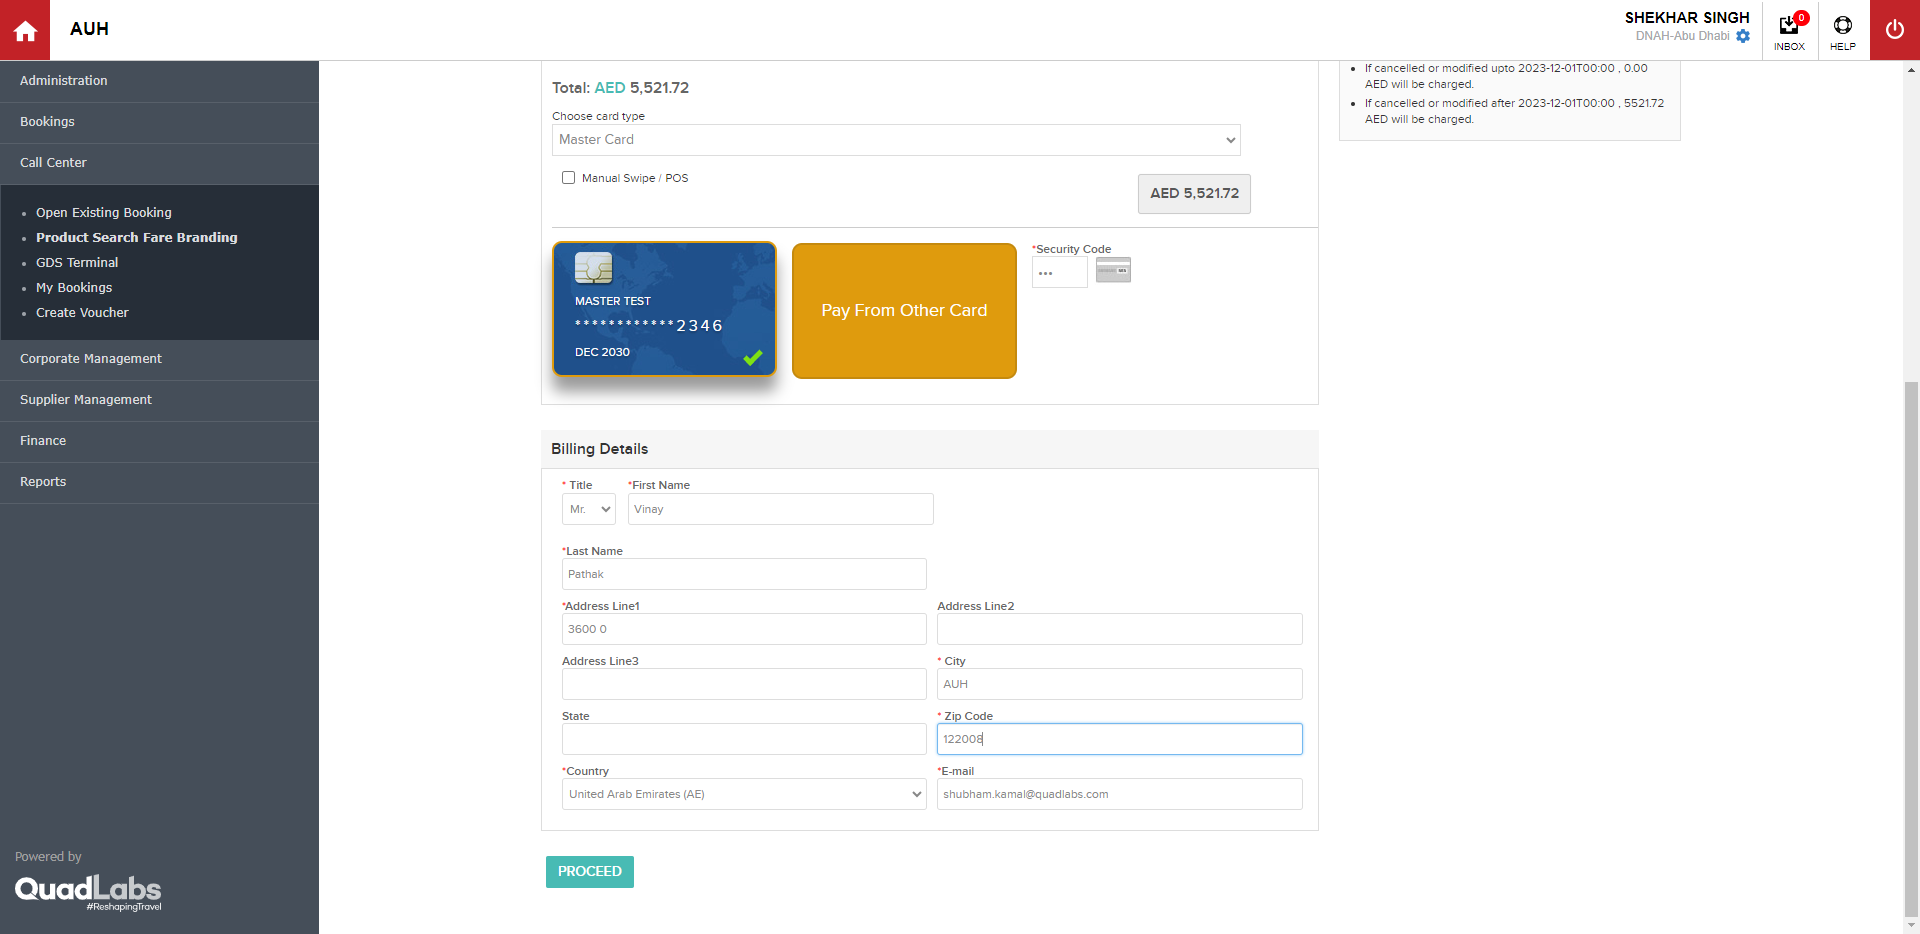 AUH
SHEKHAR SINGH
DNAH-Abu Dhabi
0
INBOX
HELP
Administration
Bookings
Call Center
Open Existing Booking
Product Search Fare Branding
GDS Terminal
My Bookings
Create Voucher
Corporate Management
Supplier Management
Finance
Reports
Powered by
QuadLabs
#ReshapingTravel
Total: AED 5,521.72
Choose card type
Master Card
Manual Swipe / POS
AED 5,521.72
MASTER TEST
************2346
DEC 2030
Pay From Other Card
*Security Code
•••
Billing Details
* Title *First Name
Mr. Vinay
*Last Name
Pathak
*Address Line1 Address Line2
3600 0
Address Line3 * City
AUH
State * Zip Code
122008
*Country *E-mail
United Arab Emirates (AE) shubham.kamal@quadlabs.com
PROCEED
If cancelled or modified upto 2023-12-01T00:00 , 0.00
AED will be charged.
If cancelled or modified after 2023-12-01T00:00 , 5521.72
AED will be charged.